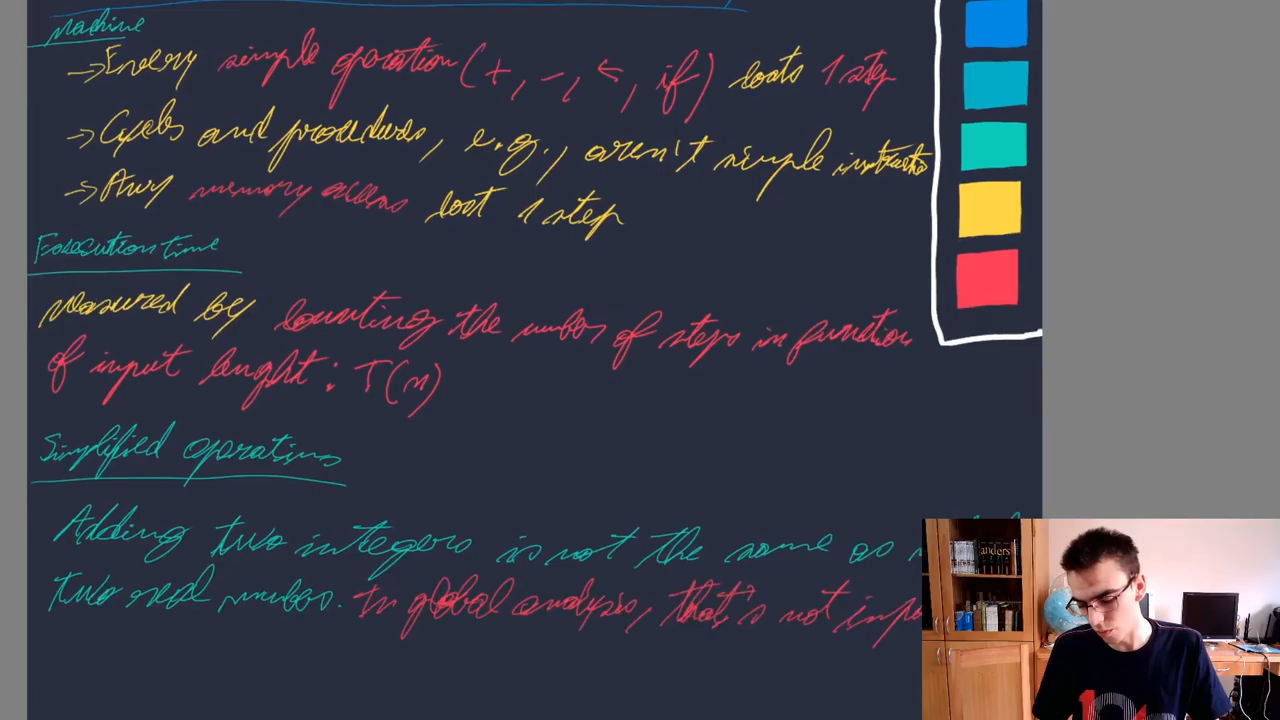 Machine
→ Every simple operation (+, -, ←, if) costs 1 step
→ Cycles and procedures, e.g., aren't simple
→ Any memory access cost 1 step
Execution time
Measured by counting the number of steps in function
of input lenght: T(n)
Simplified operations
Adding two integers is not the same as
two real numbers. In global analysis, that's not
anders